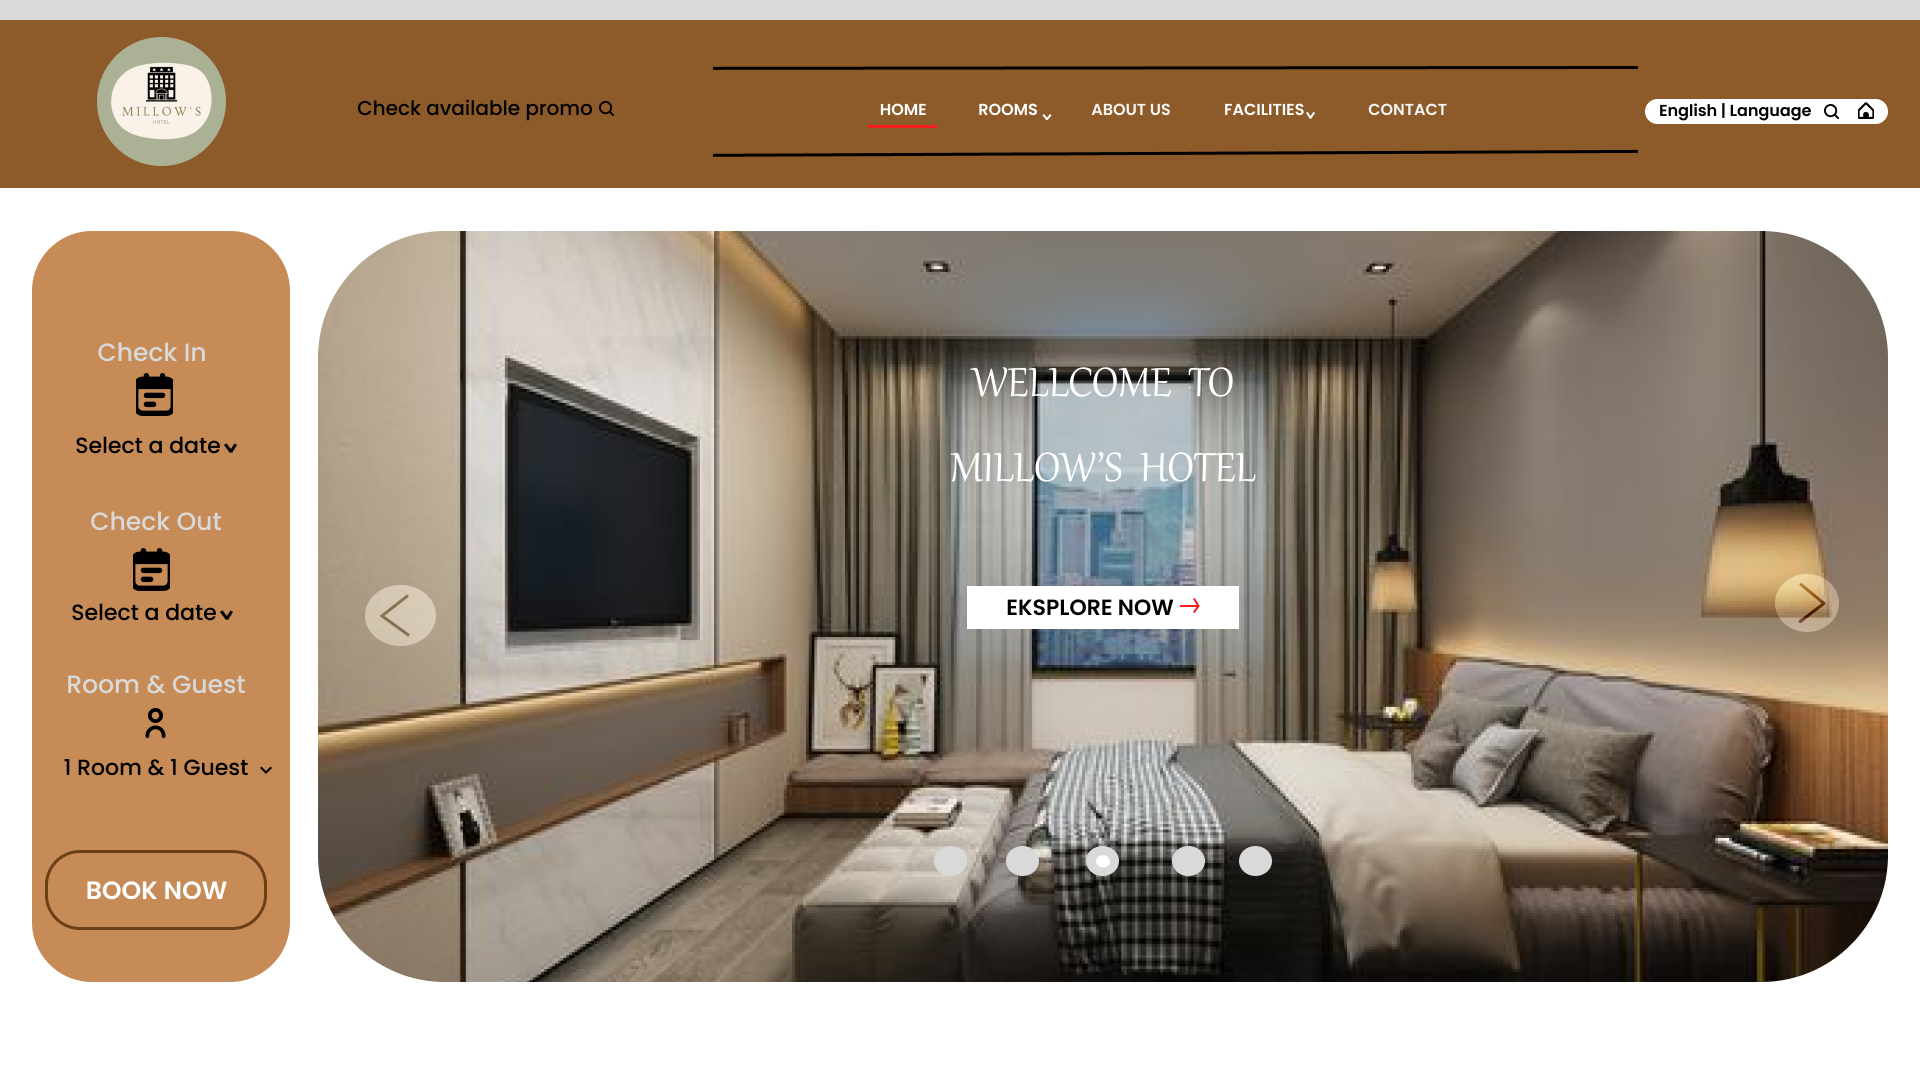 MILLOW'S
HOTEL
Check available promo
HOME
ROOMS
ABOUT US
FACILITIES
CONTACT
English | Language
Check In
Select a date
Check Out
Select a date
Room & Guest
1 Room & 1 Guest
BOOK NOW
WELLCOME TO
MILLOW’S HOTEL
EKSPLORE NOW